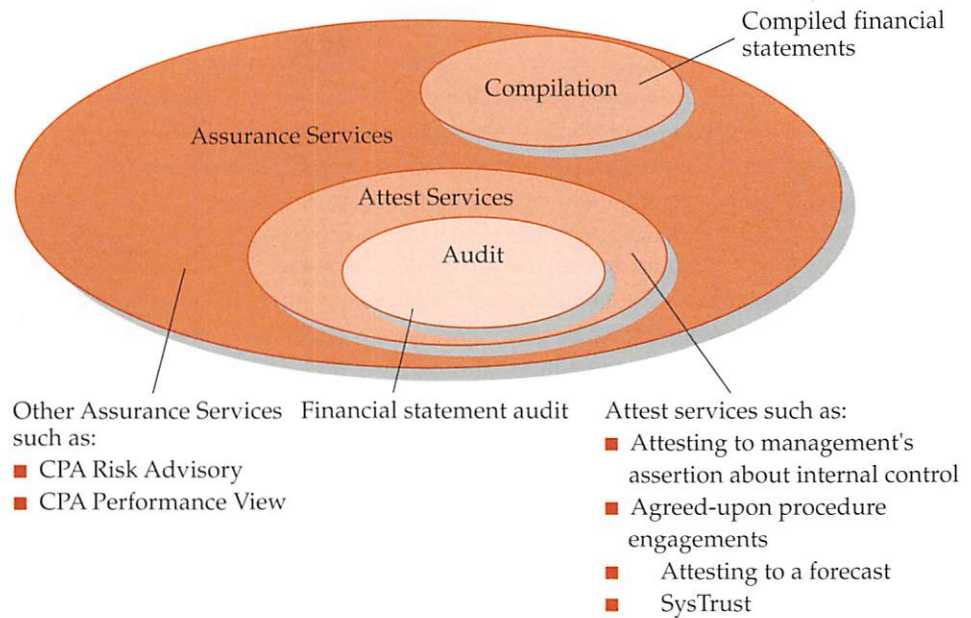 Compiled financial
statements
Compilation
Assurance Services
Attest Services
Audit
Other Assurance Services
such as:
■ CPA Risk Advisory
■ CPA Performance View
Financial statement audit
Attest services such as:
■ Attesting to management's
assertion about internal control
■ Agreed-upon procedure
engagements
■ Attesting to a forecast
■ SysTrust